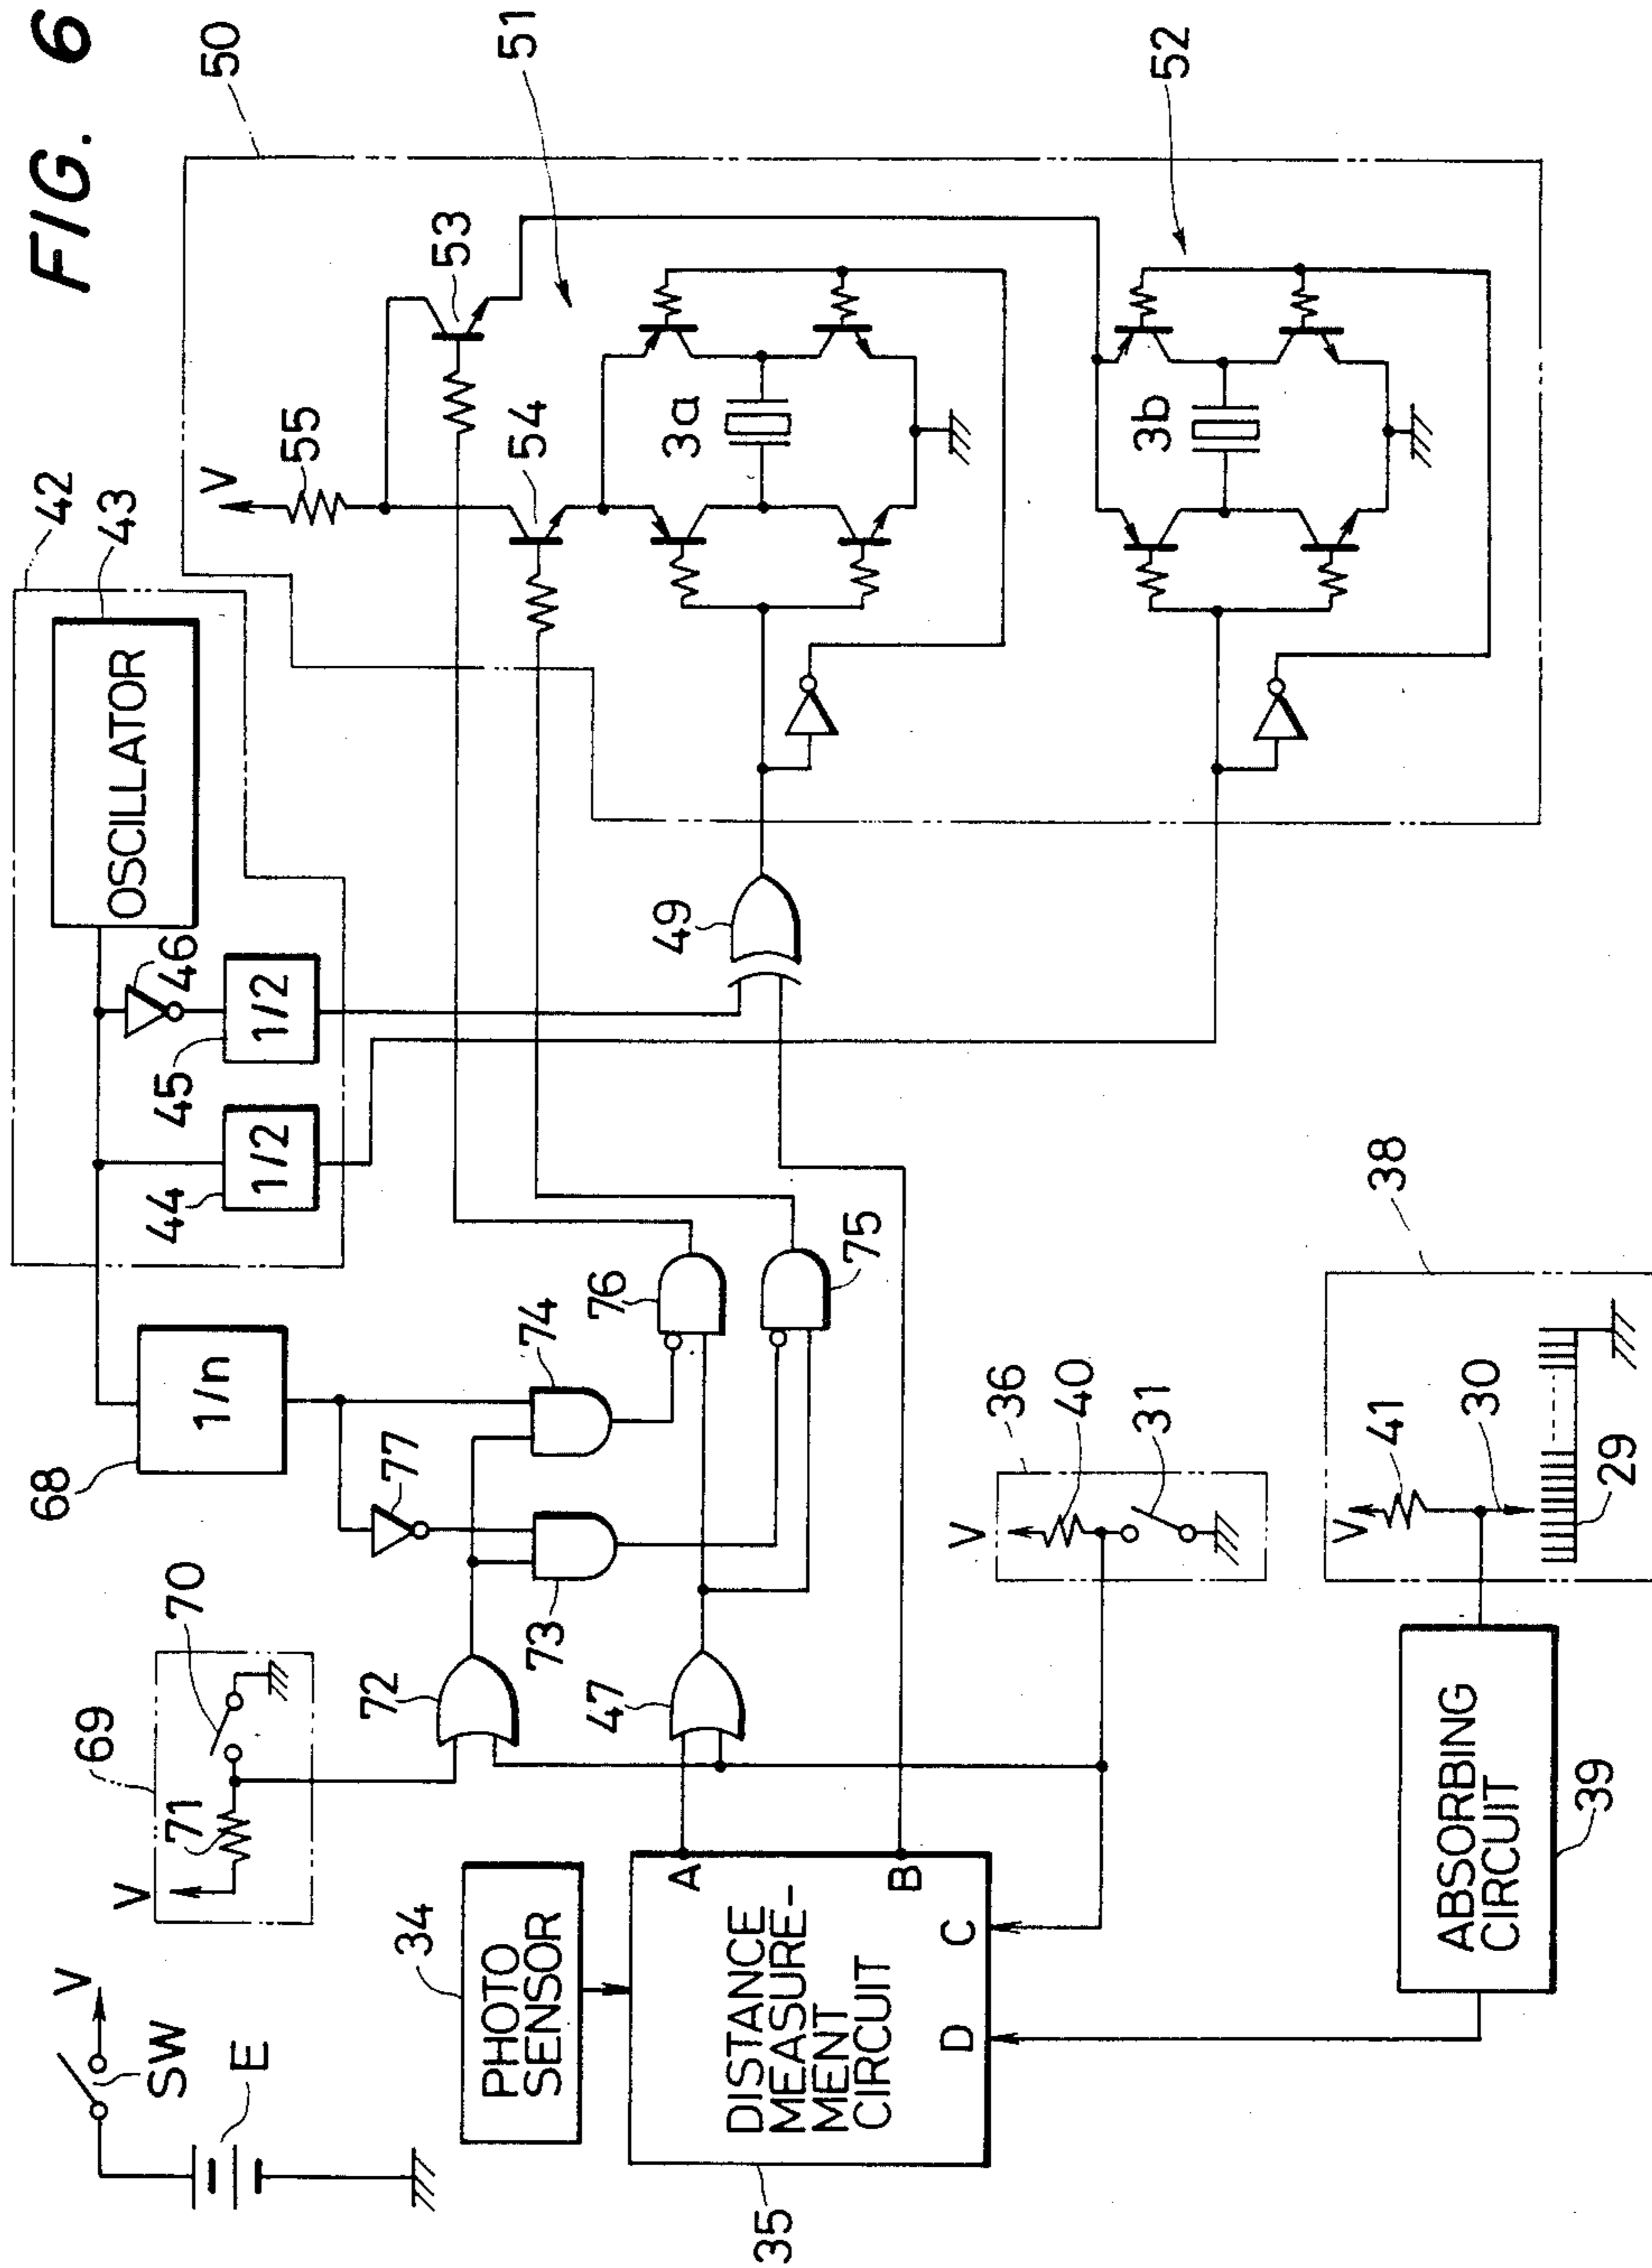 FIG. 6
50
42
43
V
55
53
51
54
OSCILLATOR
46
45
1/2
44
1/2
3a
3b
52
49
68
1/n
74
76
75
77
73
69
V
71
70
72
47
36
V
40
31
38
V
41
30
29
V
SW
E
34
PHOTO
SENSOR
A
B
C
D
DISTANCE
MEASURE-
MENT
CIRCUIT
35
ABSORBING
CIRCUIT
39